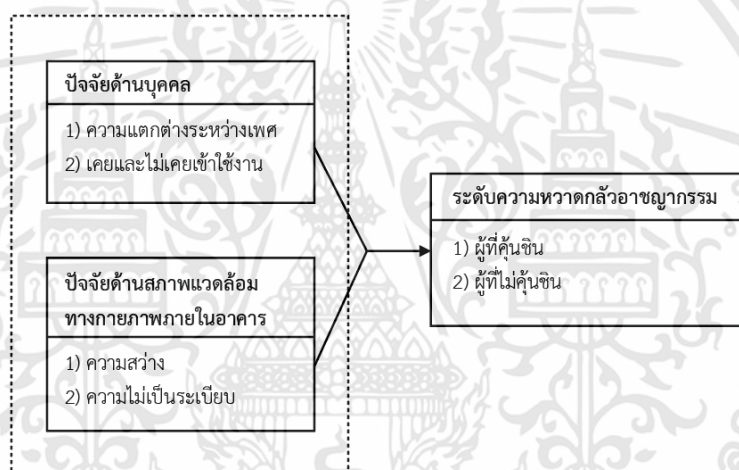 ปัจจัยด้านบุคคล
1) ความแตกต่างระหว่างเพศ
2) เคยและไม่เคยเข้าใช้งาน
ปัจจัยด้านสภาพแวดล้อม
ทางกายภาพภายในอาคาร
1) ความสว่าง
2) ความไม่เป็นระเบียบ
ระดับความหวาดกลัวอาชญากรรม
1) ผู้ที่คุ้นชิน
2) ผู้ที่ไม่คุ้นชิน